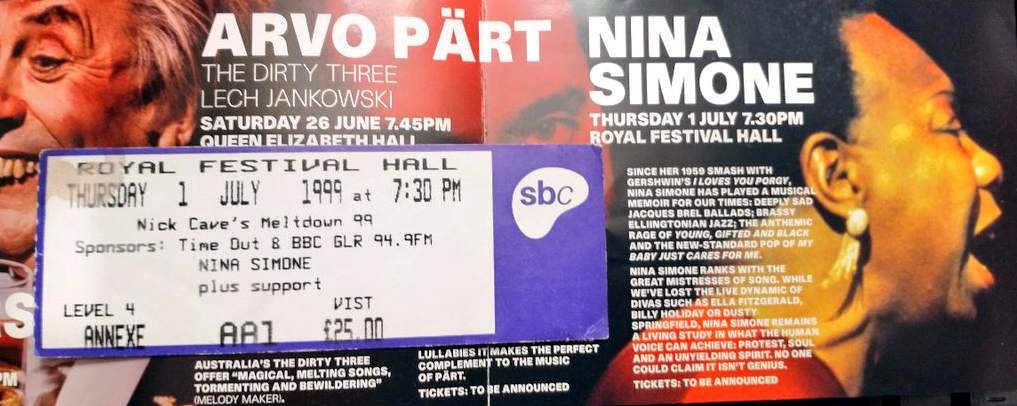 ARVO PÄRT
THE DIRTY THREE
LECH JANKOWSKI
SATURDAY 26 JUNE 7.45PM
QUEEN ELIZABETH HALL
NINA
SIMONE
THURSDAY 1 JULY 7.30PM
ROYAL FESTIVAL HALL
SINCE HER 1959 SMASH WITH
GERSHWIN'S I LOVES YOU PORGY,
NINA SIMONE HAS PLAYED A MUSICAL
MEMOIR FOR OUR TIMES: DEEPLY SAD
JACQUES BREL BALLADS; BRASSY
ELLINGTONIAN JAZZ; THE ANTHEMIC
RAGE OF YOUNG, GIFTED AND BLACK
AND THE NEW-STANDARD POP OF MY
BABY JUST CARES FOR ME.
NINA SIMONE RANKS WITH THE
GREAT MISTRESSES OF SONG. WHILE
WE'VE LOST THE LIVE DYNAMIC OF
DIVAS SUCH AS ELLA FITZGERALD,
BILLY HOLIDAY OR DUSTY
SPRINGFIELD, NINA SIMONE REMAINS
A LIVING STUDY IN WHAT THE HUMAN
VOICE CAN ACHIEVE: PROTEST, SOUL
AND AN UNYIELDING SPIRIT. NO ONE
COULD CLAIM IT ISN'T GENIUS.
TICKETS: TO BE ANNOUNCED
ROYAL FESTIVAL HALL
THURSDAY 1 JULY 1999 at 7:30 PM
Nick Cave's Meltdown 99
Sponsors: Time Out & BBC GLR 94.9FM
NINA SIMONE
plus support
LEVEL 4 VIST
ANNEXE AA1 £25.00
sbc
S
PM
AUSTRALIA'S THE DIRTY THREE
OFFER "MAGICAL, MELTING SONGS,
TORMENTING AND BEWILDERING"
(MELODY MAKER).
LULLABIES IT MAKES THE PERFECT
COMPLEMENT TO THE MUSIC
OF PÄRT.
TICKETS: TO BE ANNOUNCED